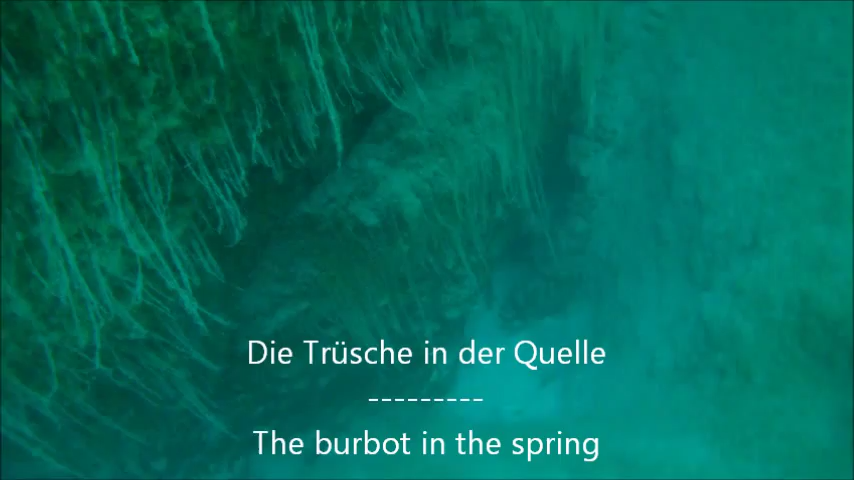 Die Trüsche in der Quelle
---------
The burbot in the spring